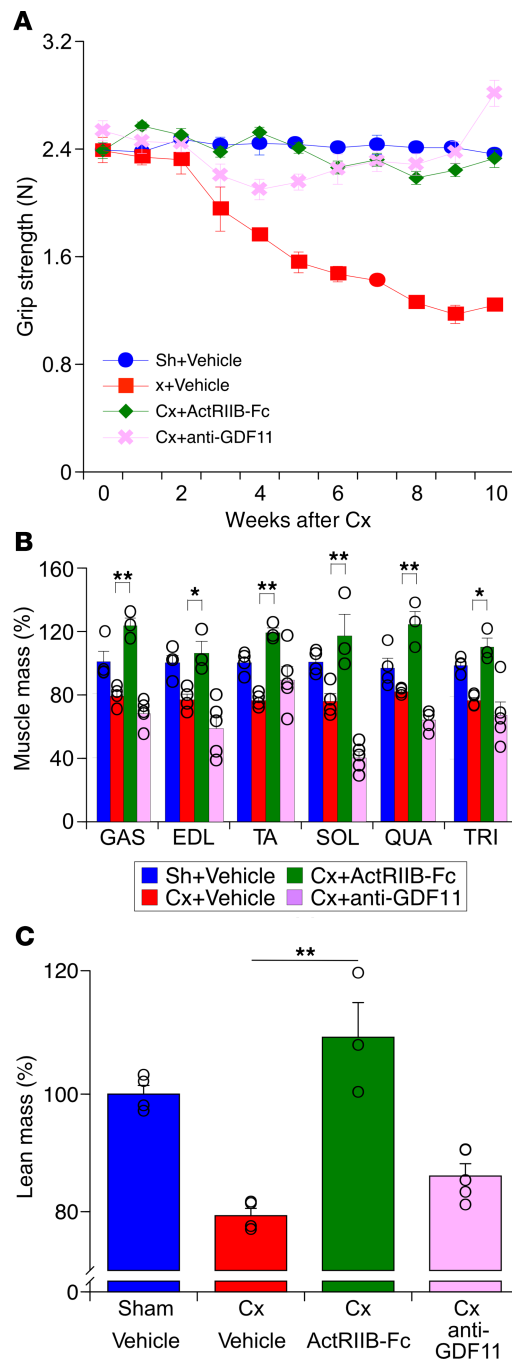 A
3.2
2.4
1.6
0.8
0
Grip strength (N)
Sh+Vehicle
x+Vehicle
Cx+ActRIIB-Fc
Cx+anti-GDF11
0 2 4 6 8 10
Weeks after Cx
B
160
120
80
40
0
Muscle mass (%)
** * ** ** ** *
GAS EDL TA SOL QUA TRI
Sh+Vehicle Cx+ActRIIB-Fc
Cx+Vehicle Cx+anti-GDF11
C
120
100
80
0
Lean mass (%)
**
Sham Cx Cx Cx
Vehicle Vehicle ActRIIB-Fc anti-
GDF11